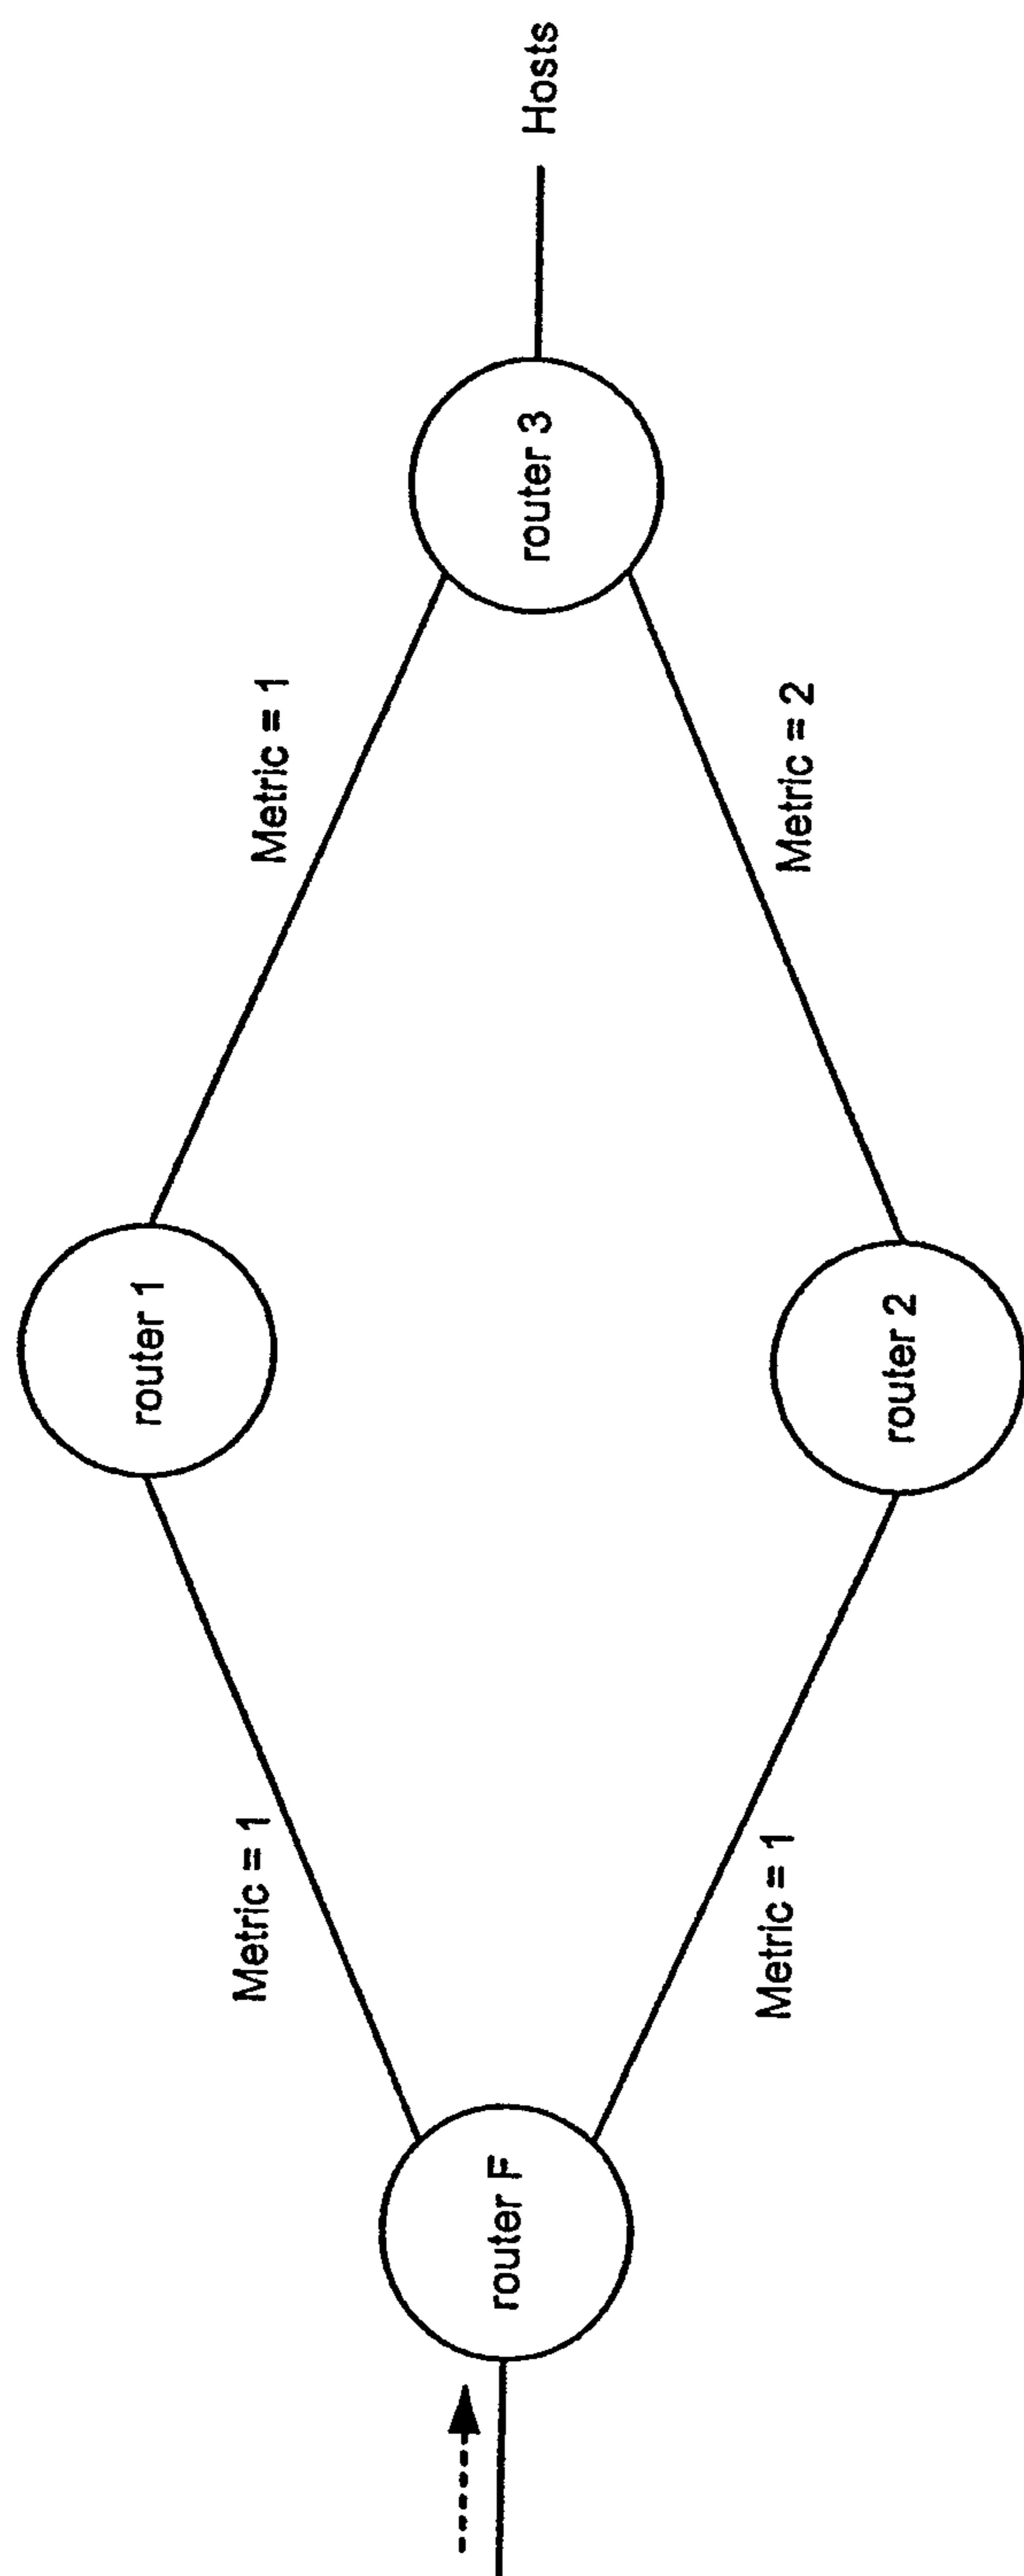 router F
Metric = 1
Metric = 1
router 1
router 2
Metric = 1
Metric = 2
router 3
Hosts